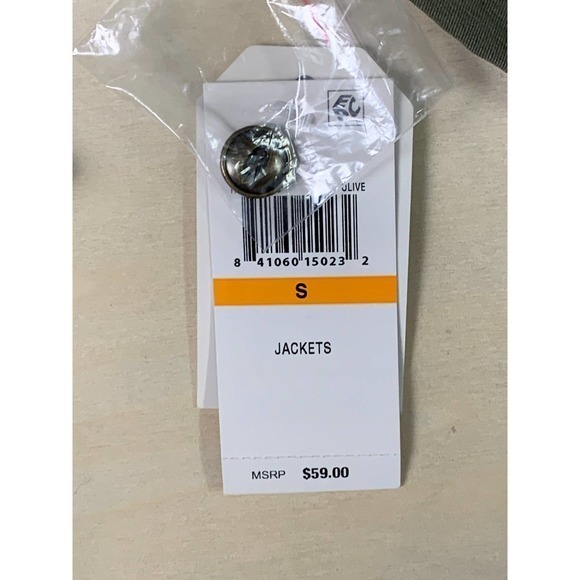 OLIVE
8 41060 15023 2
S
JACKETS
MSRP $59.00